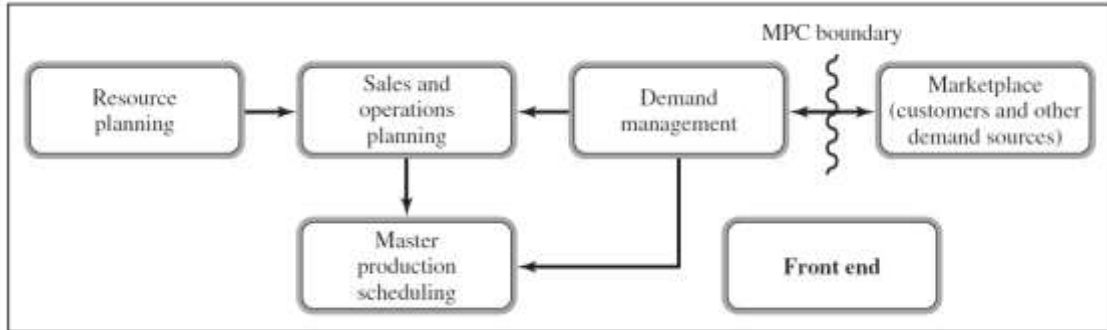 MPC boundary
Resource
planning
Sales and
operations
planning
Demand
management
Marketplace
(customers and other
demand sources)
Master
production
scheduling
Front end